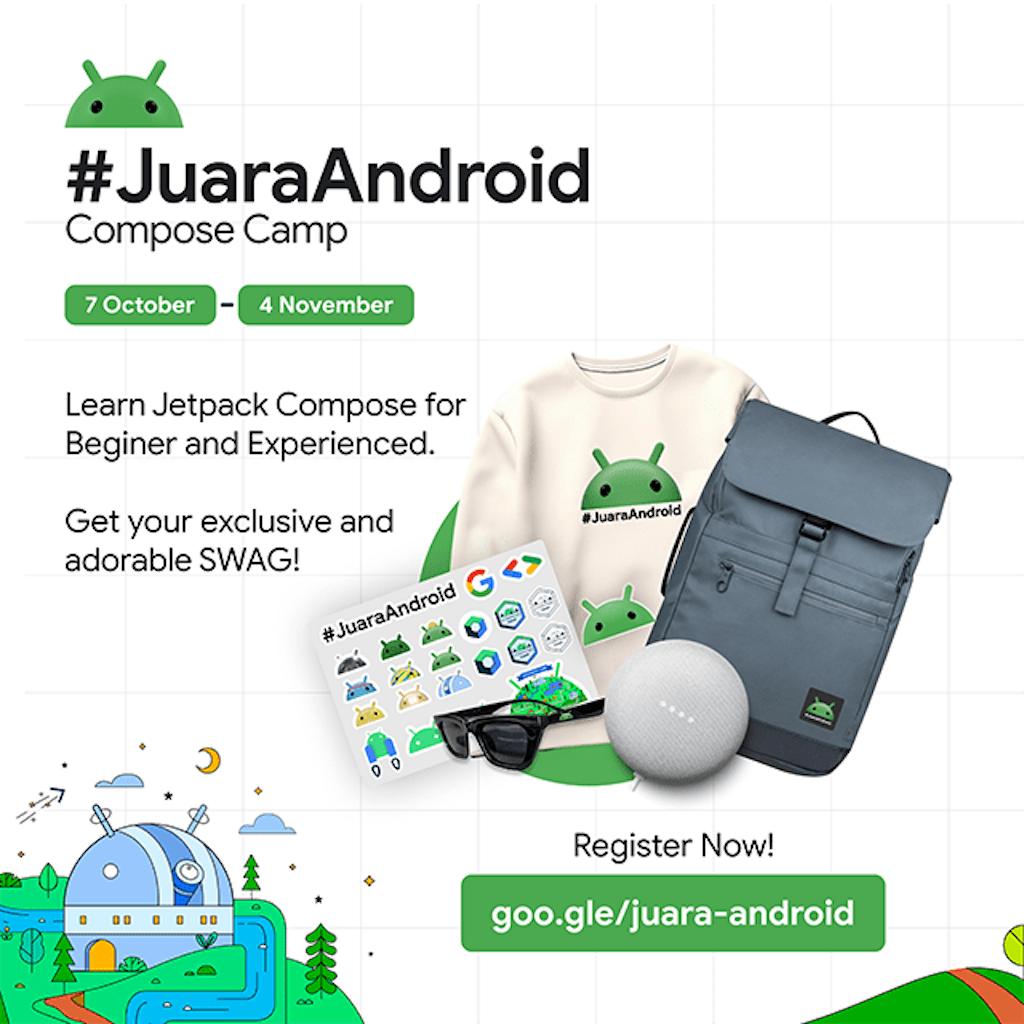 #JuaraAndroid
Compose Camp
7 October - 4 November
Learn Jetpack Compose for
Beginer and Experienced.
Get your exclusive and
adorable SWAG!
#JuaraAndroid
#JuaraAndroid
G
Register Now!
goo.gle/juara-android